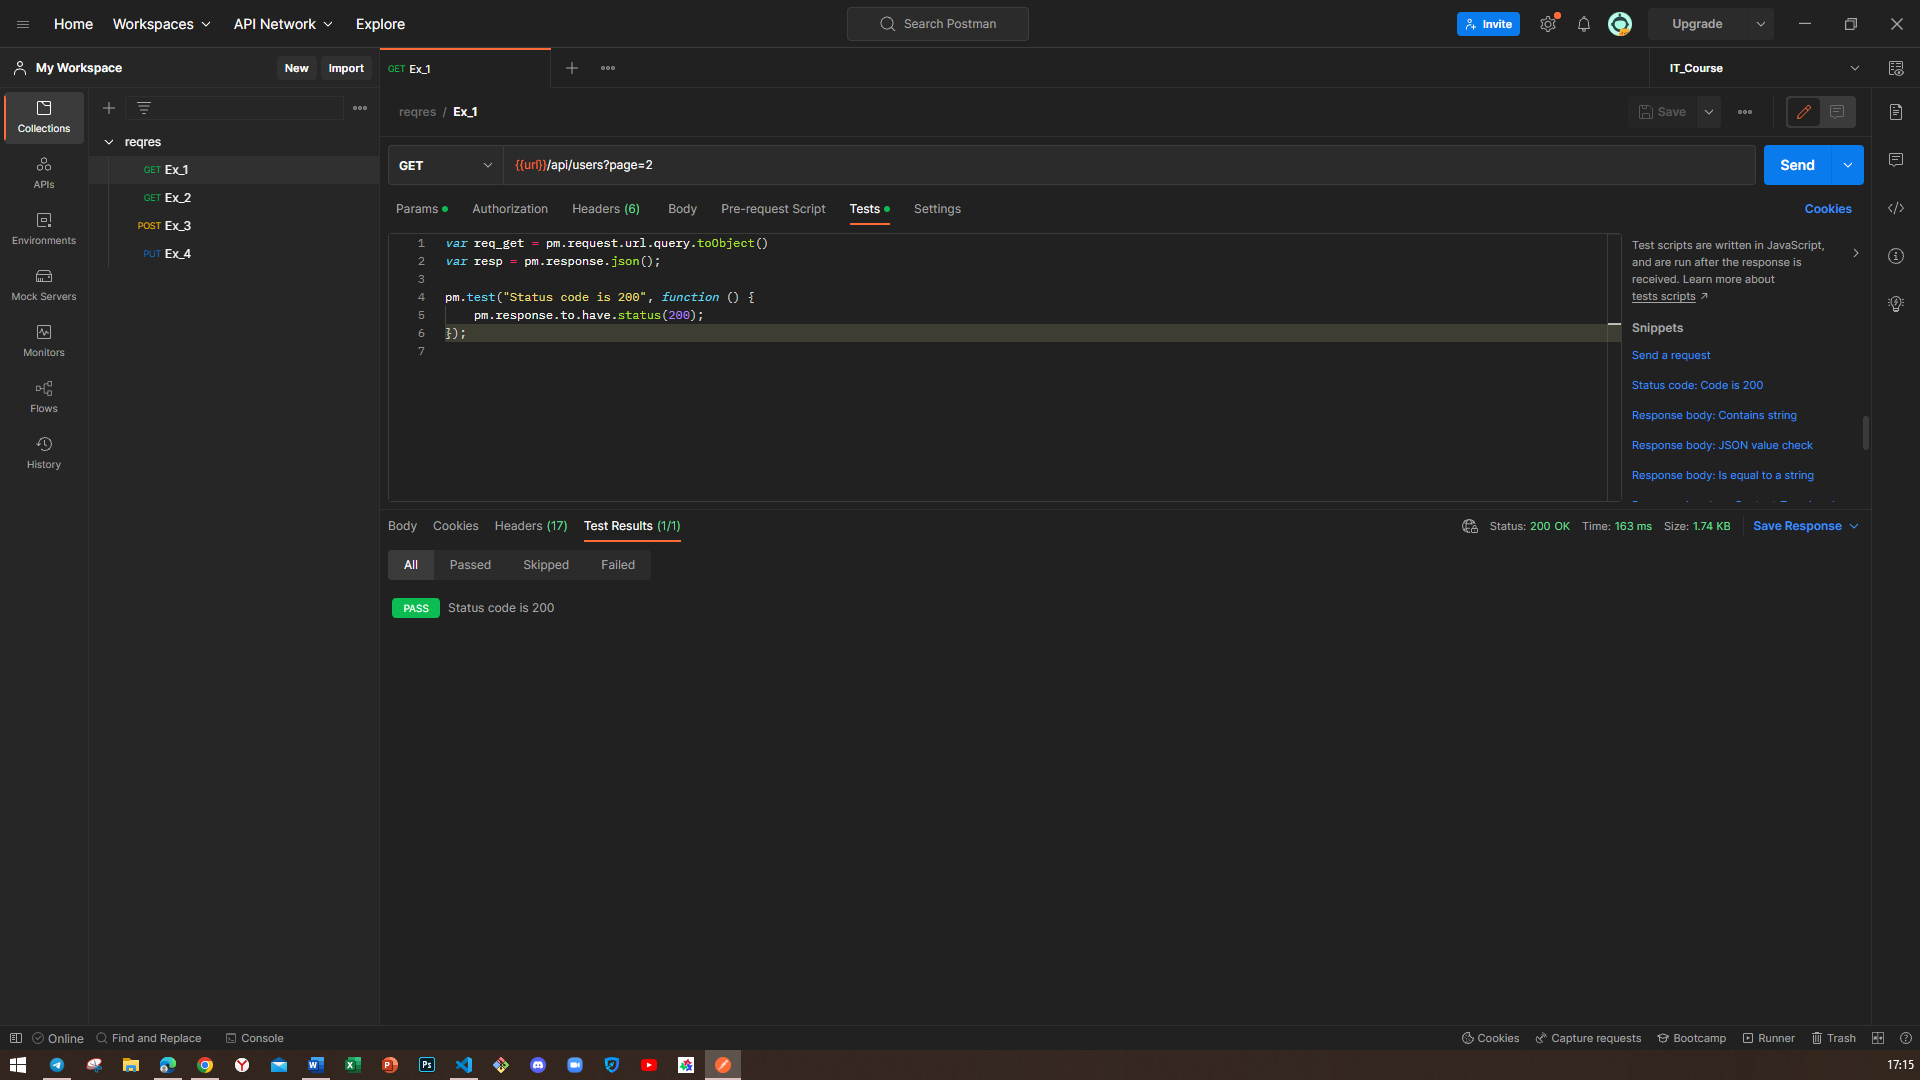 Home Workspaces API Network Explore Search Postman Invite Upgrade
My Workspace New Import GET Ex_1 IT_Course
reqres / Ex_1 Save
Collections
APIs
Environments
Mock Servers
Monitors
Flows
History
reqres
GET Ex_1
GET Ex_2
POST Ex_3
PUT Ex_4
GET {{url}}/api/users?page=2 Send
Params Authorization Headers (6) Body Pre-request Script Tests Settings Cookies
1 var req_get = pm.request.url.query.toObject()
2 var resp = pm.response.json();
3
4 pm.test("Status code is 200", function () {
5     pm.response.to.have.status(200);
6 });
7
Test scripts are written in JavaScript,
and are run after the response is
received. Learn more about
tests scripts ↗
Snippets
Send a request
Status code: Code is 200
Response body: Contains string
Response body: JSON value check
Response body: Is equal to a string
Body Cookies Headers (17) Test Results (1/1) Status: 200 OK Time: 163 ms Size: 1.74 KB Save Response
All Passed Skipped Failed
PASS Status code is 200
Online Find and Replace Console Cookies Capture requests Bootcamp Runner Trash
17:15